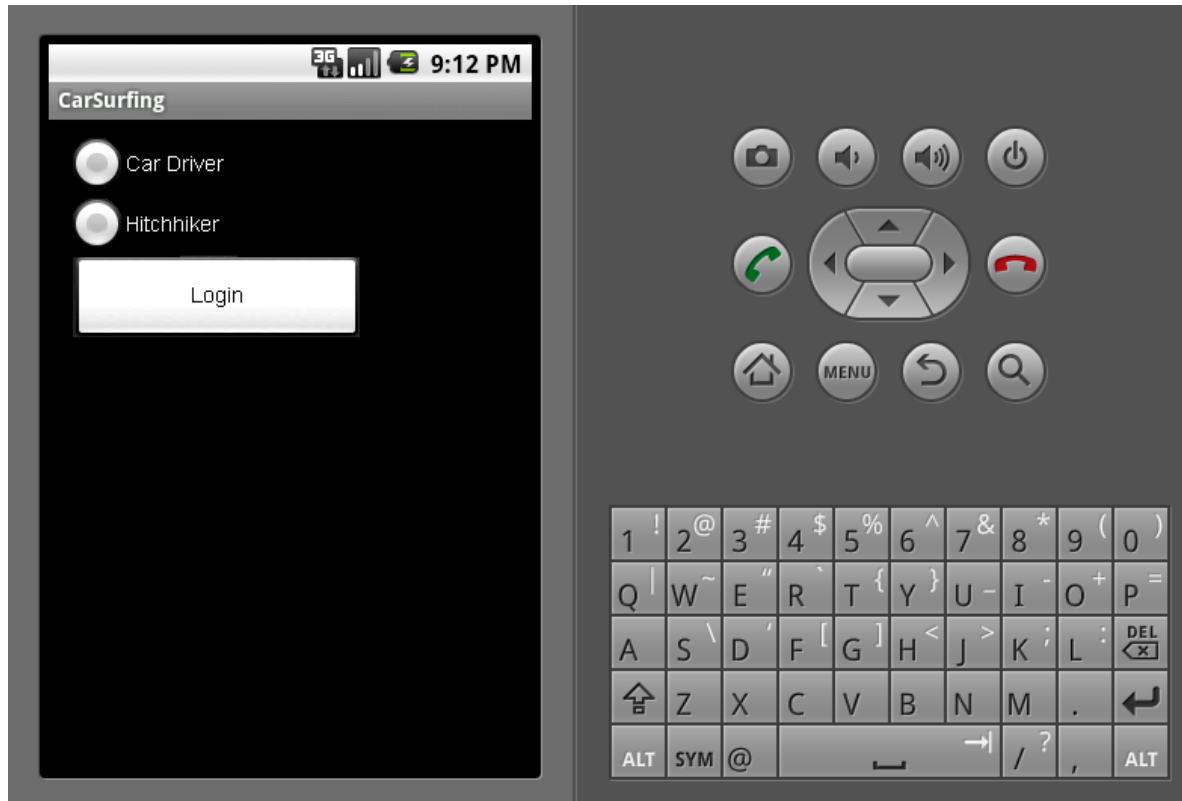 3G 9:12 PM
CarSurfing
Car Driver
Hitchhiker
Login
MENU
1 ! 2 @ 3 # 4 $ 5 % 6 ^ 7 & 8 * 9 ( 0 )
Q | W ~ E " R ` T { Y } U _ I - O + P =
A S \ D ' F [ G ] H < J > K ; L : DEL
Z X C V B N M .
ALT SYM @ / ? , ALT